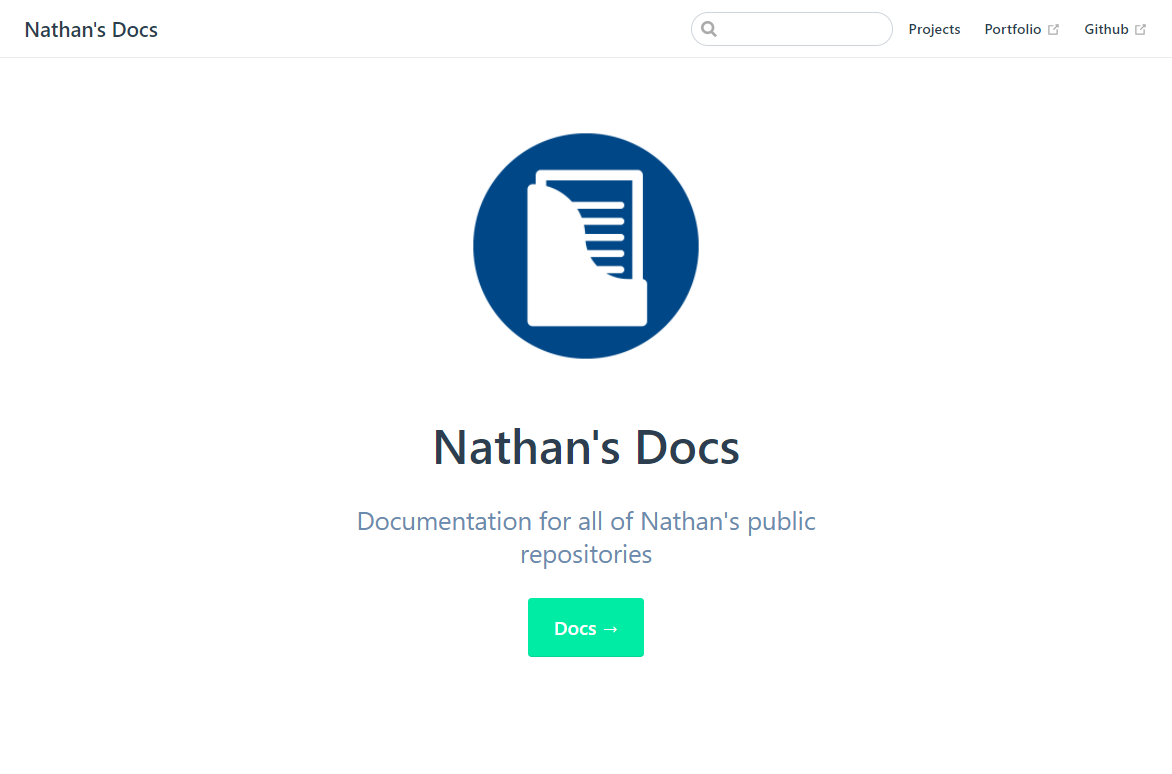 Nathan's Docs
Projects
Portfolio
Github
Nathan's Docs
Documentation for all of Nathan's public
repositories
Docs →